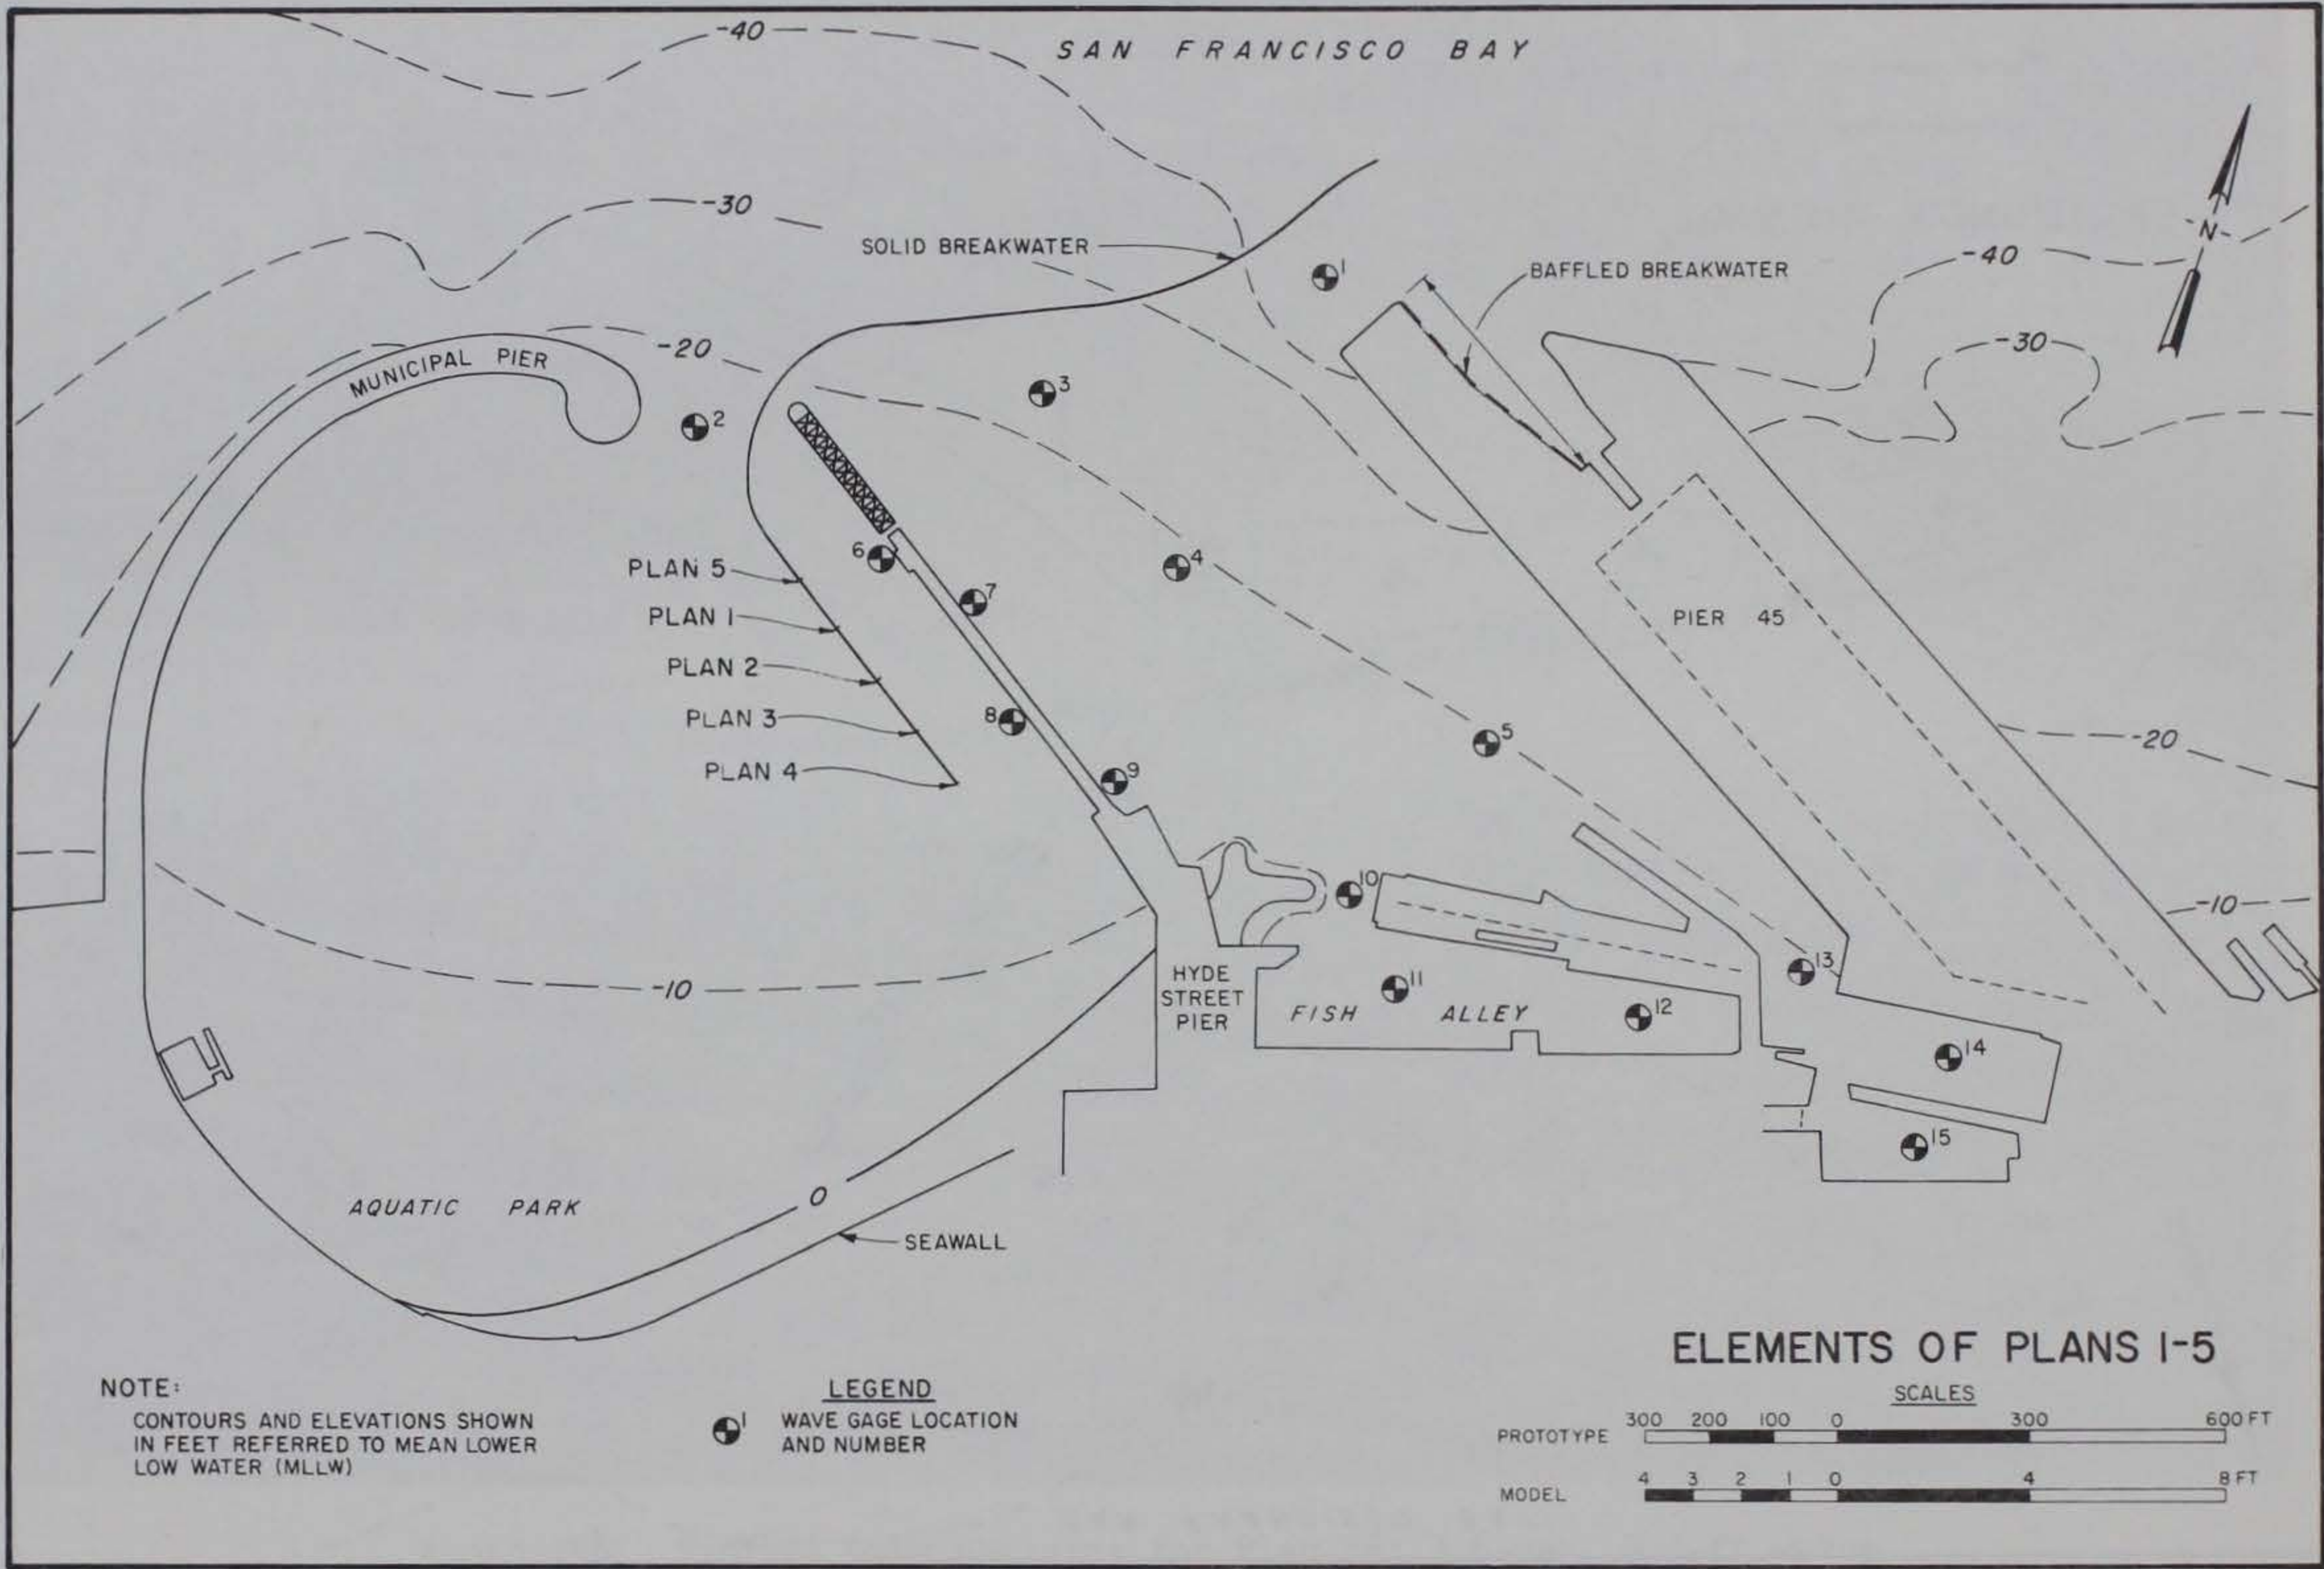 -40
SAN FRANCISCO BAY
-30
SOLID BREAKWATER
1
BAFFLED BREAKWATER
-40
N
-20
MUNICIPAL PIER
-30
2
3
6
4
PLAN 5
7
PLAN 1
PIER 45
PLAN 2
8
PLAN 3
5
-20
PLAN 4
9
10
-10
13
HYDE
STREET
PIER
11
FISH ALLEY
12
-10
14
15
AQUATIC PARK
0
SEAWALL
NOTE:
CONTOURS AND ELEVATIONS SHOWN
IN FEET REFERRED TO MEAN LOWER
LOW WATER (MLLW)
LEGEND
1 WAVE GAGE LOCATION
AND NUMBER
ELEMENTS OF PLANS 1-5
SCALES
300 200 100 0 300 600 FT
PROTOTYPE
4 3 2 1 0 4 8 FT
MODEL